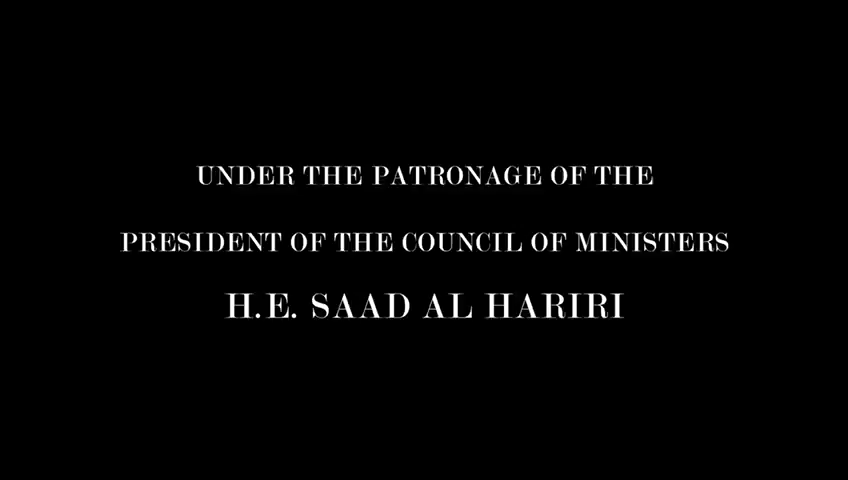 UNDER THE PATRONAGE OF THE
PRESIDENT OF THE COUNCIL OF MINISTERS
H.E. SAAD AL HARIRI